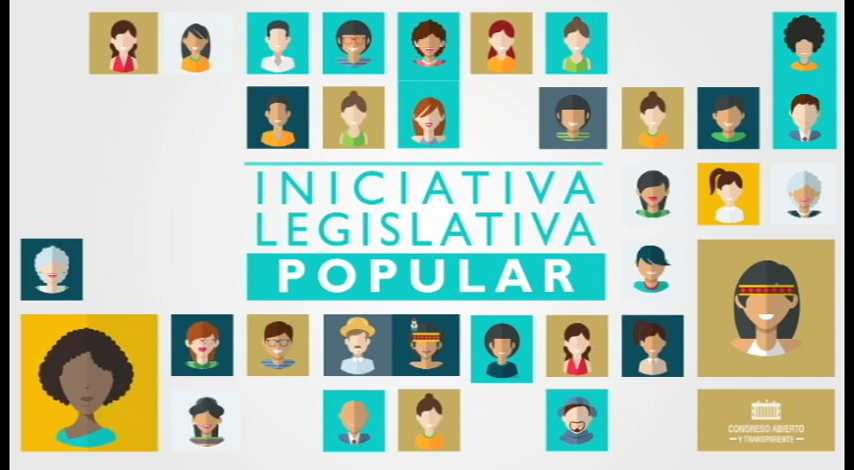 INICIATIVA
LEGISLATIVA
POPULAR
CONGRESO ABIERTO
Y TRANSPARENTE